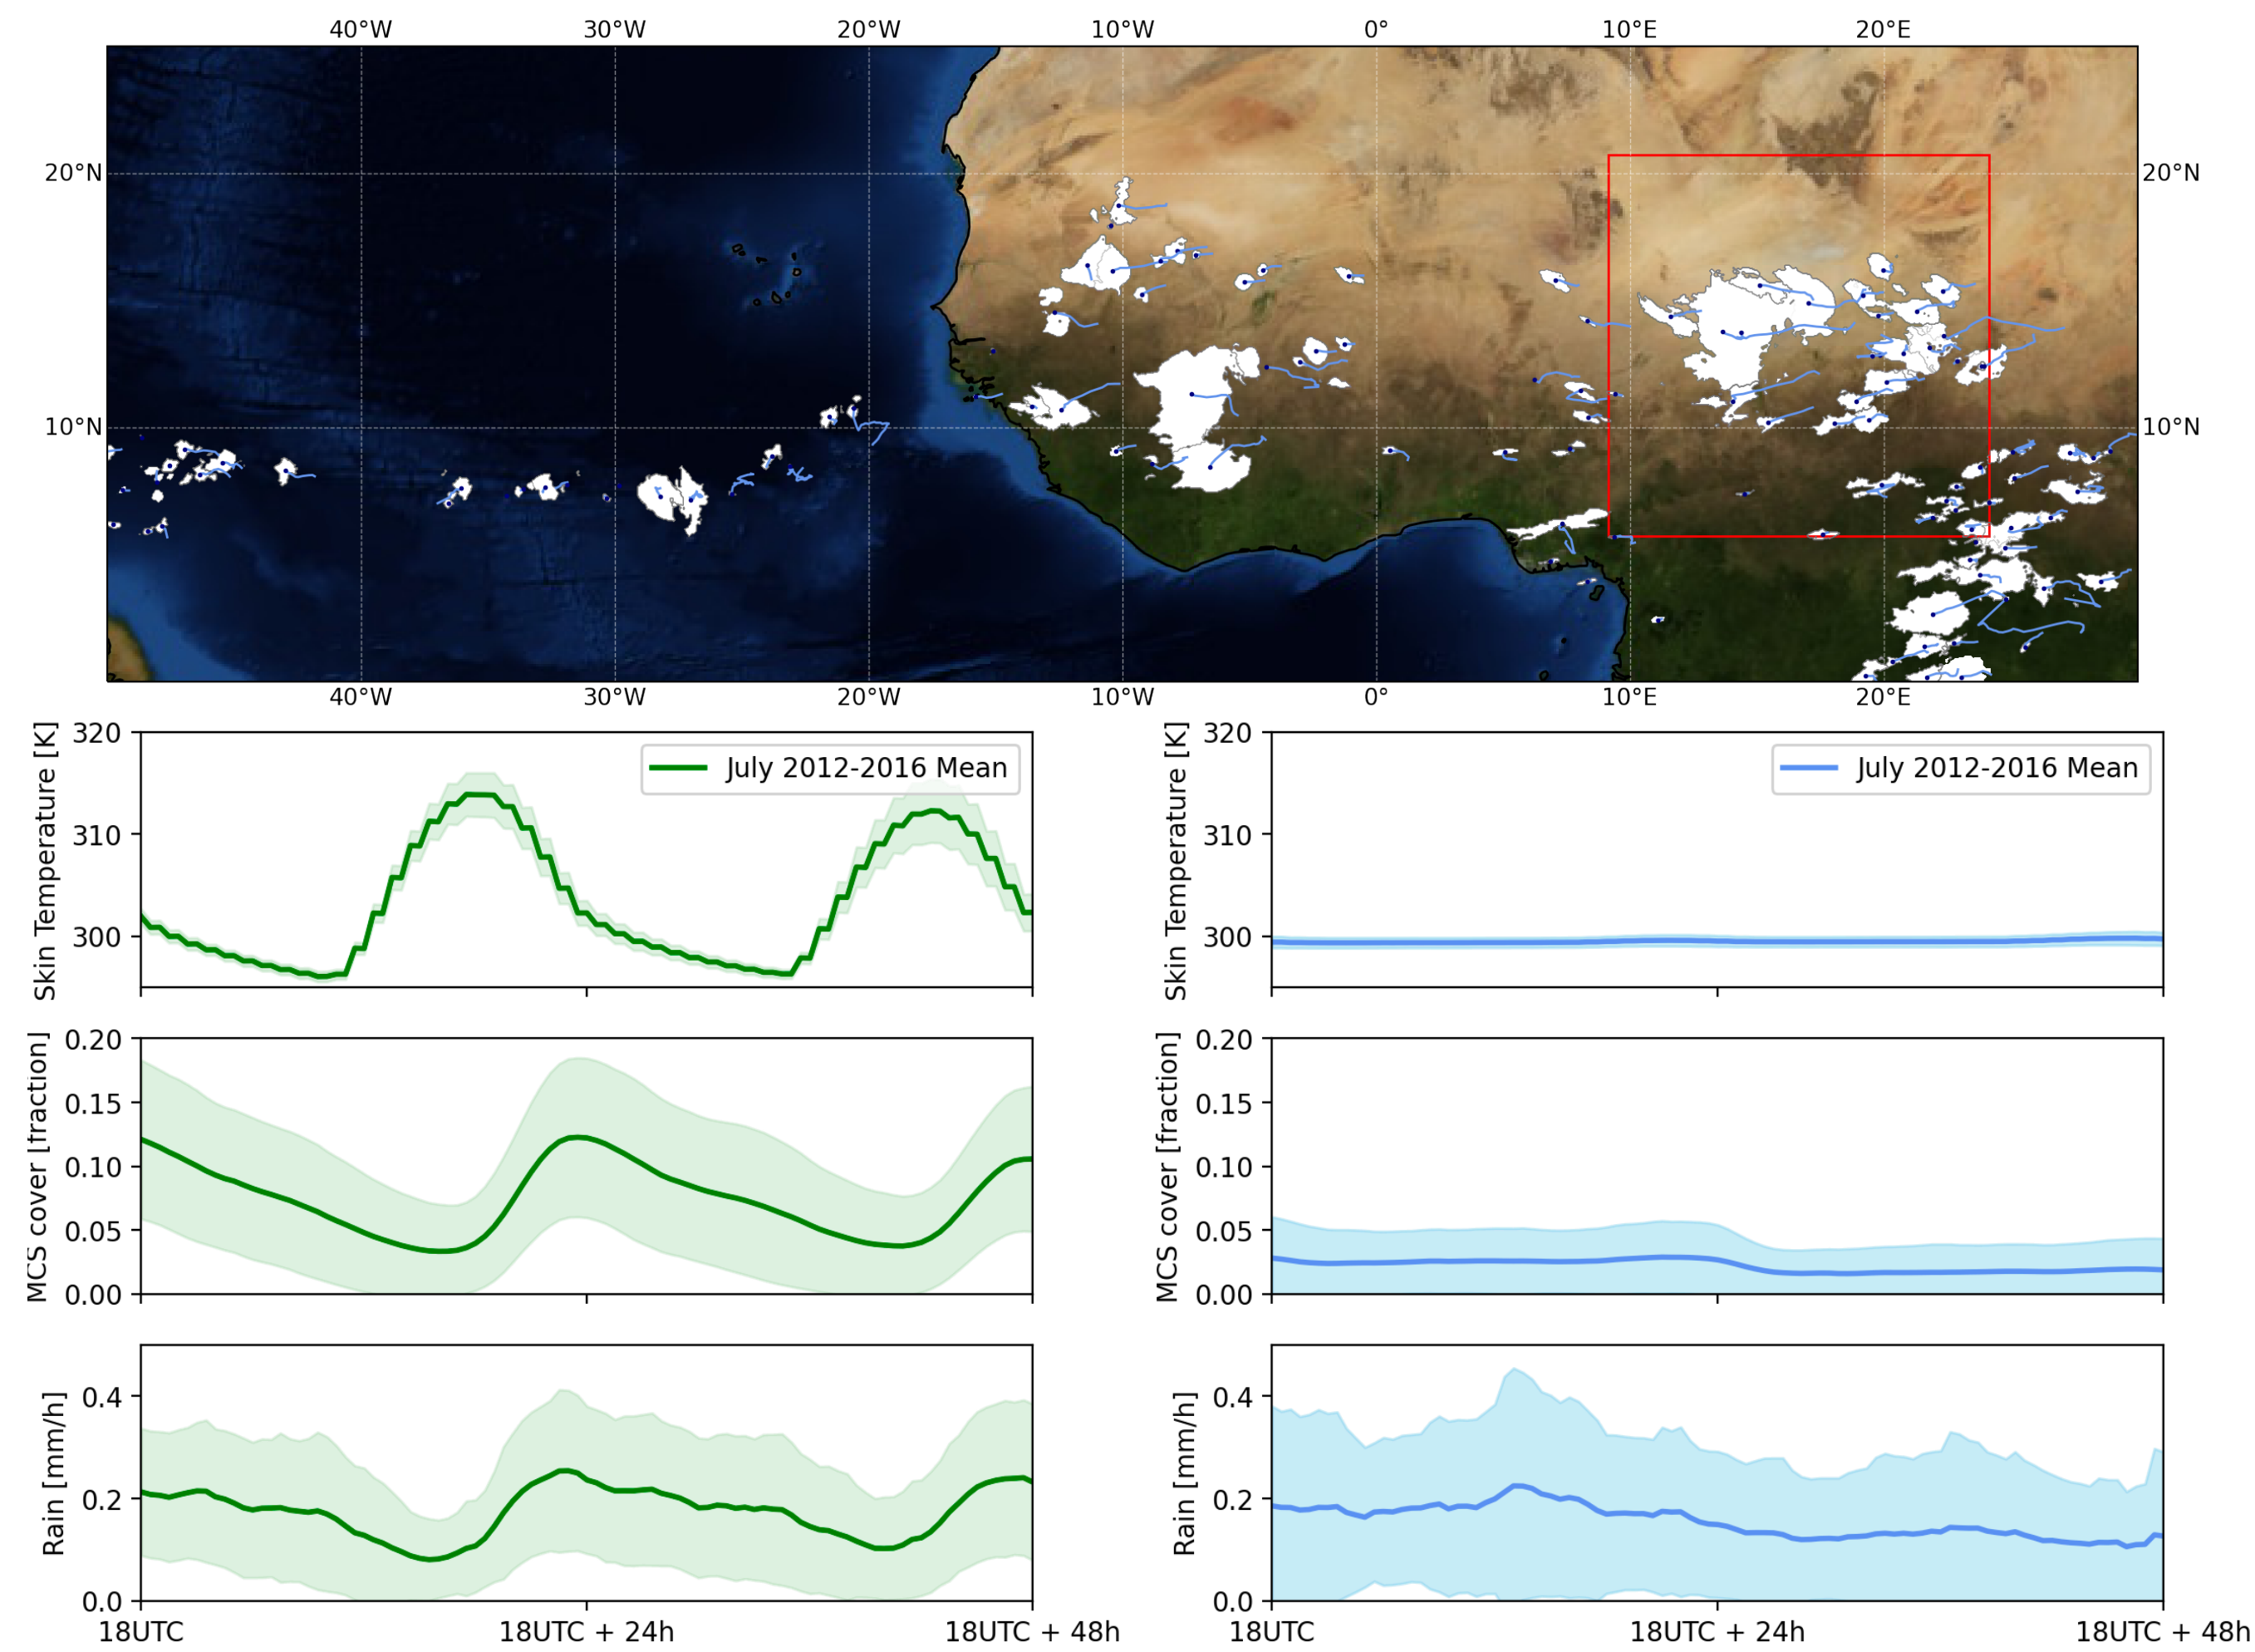 40°W 30°W 20°W 10°W 0° 10°E 20°E
20°N 20°N
10°N 10°N
40°W 30°W 20°W 10°W 0° 10°E 20°E
Skin Temperature [K]
320
310
300
July 2012-2016 Mean
Skin Temperature [K]
320
310
300
July 2012-2016 Mean
MCS cover [fraction]
0.20
0.15
0.10
0.05
0.00
MCS cover [fraction]
0.20
0.15
0.10
0.05
0.00
Rain [mm/h]
0.4
0.2
0.0
18UTC 18UTC + 24h 18UTC + 48h
Rain [mm/h]
0.4
0.2
0.0
18UTC 18UTC + 24h 18UTC + 48h